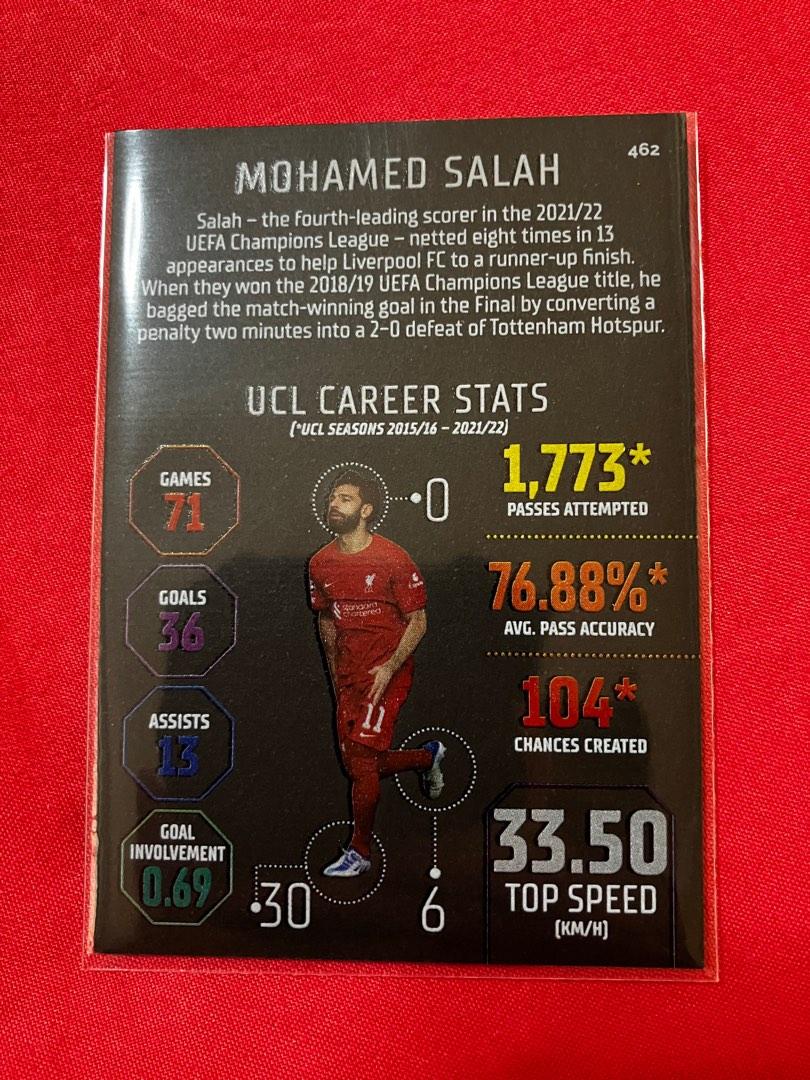 462
MOHAMED SALAH
Salah – the fourth-leading scorer in the 2021/22
UEFA Champions League – netted eight times in 13
appearances to help Liverpool FC to a runner-up finish.
When they won the 2018/19 UEFA Champions League title, he
bagged the match-winning goal in the Final by converting a
penalty two minutes into a 2-0 defeat of Tottenham Hotspur.
UCL CAREER STATS
(*UCL SEASONS 2015/16 – 2021/22)
GAMES
71
GOALS
36
ASSISTS
13
GOAL
INVOLVEMENT
0.69
0
standard
chartered
11
30
6
1,773*
PASSES ATTEMPTED
76.88%*
AVG. PASS ACCURACY
104*
CHANCES CREATED
33.50
TOP SPEED
(KM/H)